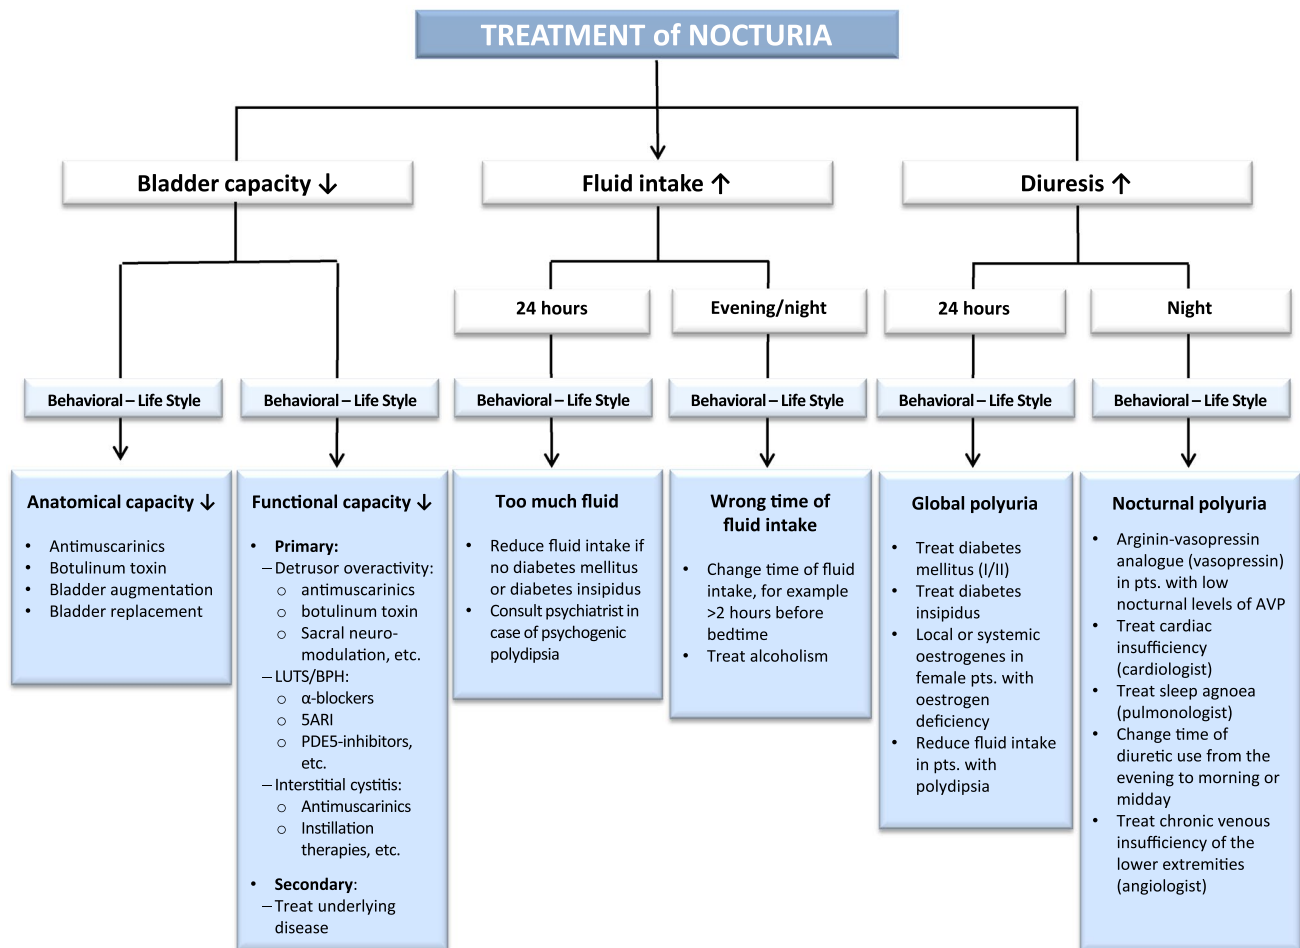 TREATMENT of NOCTURIA
Bladder capacity ↓
Fluid intake ↑
Diuresis ↑
24 hours
Evening/night
24 hours
Night
Behavioral – Life Style
Behavioral – Life Style
Behavioral – Life Style
Behavioral – Life Style
Behavioral – Life Style
Behavioral – Life Style
Anatomical capacity ↓
• Antimuscarinics
• Botulinum toxin
• Bladder augmentation
• Bladder replacement
Functional capacity ↓
• Primary:
– Detrusor overactivity:
o antimuscarinics
o botulinum toxin
o Sacral neuro-
modulation, etc.
– LUTS/BPH:
o α-blockers
o 5ARI
o PDE5-inhibitors,
etc.
– Interstitial cystitis:
o Antimuscarinics
o Instillation
therapies, etc.
• Secondary:
– Treat underlying
disease
Too much fluid
• Reduce fluid intake if
no diabetes mellitus
or diabetes insipidus
• Consult psychiatrist in
case of psychogenic
polydipsia
Wrong time of
fluid intake
• Change time of fluid
intake, for example
>2 hours before
bedtime
• Treat alcoholism
Global polyuria
• Treat diabetes
mellitus (I/II)
• Treat diabetes
insipidus
• Local or systemic
oestrogenes in
female pts. with
oestrogen
deficiency
• Reduce fluid intake
in pts. with
polydipsia
Nocturnal polyuria
• Arginin-vasopressin
analogue (vasopressin)
in pts. with low
nocturnal levels of AVP
• Treat cardiac
insufficiency
(cardiologist)
• Treat sleep agnoea
(pulmonologist)
• Change time of
diuretic use from the
evening to morning or
midday
• Treat chronic venous
insufficiency of the
lower extremities
(angiologist)